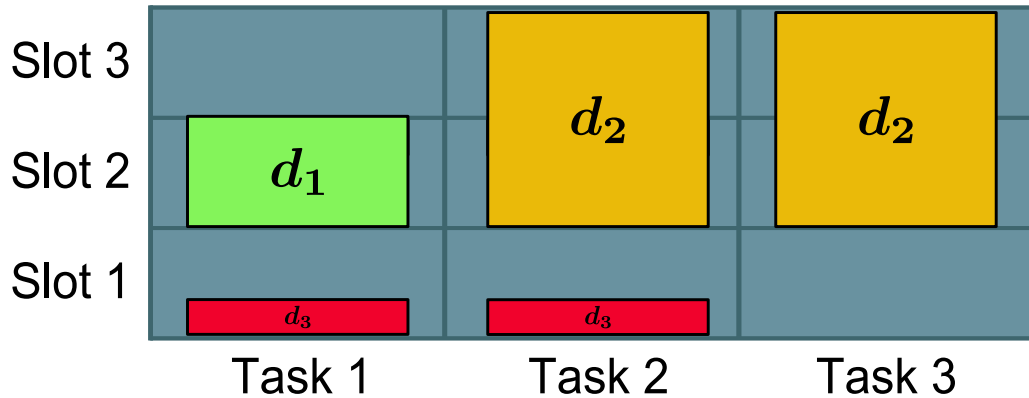 Slot 3
d₂ d₂
Slot 2
d₁
Slot 1
d₃ d₃
Task 1 Task 2 Task 3